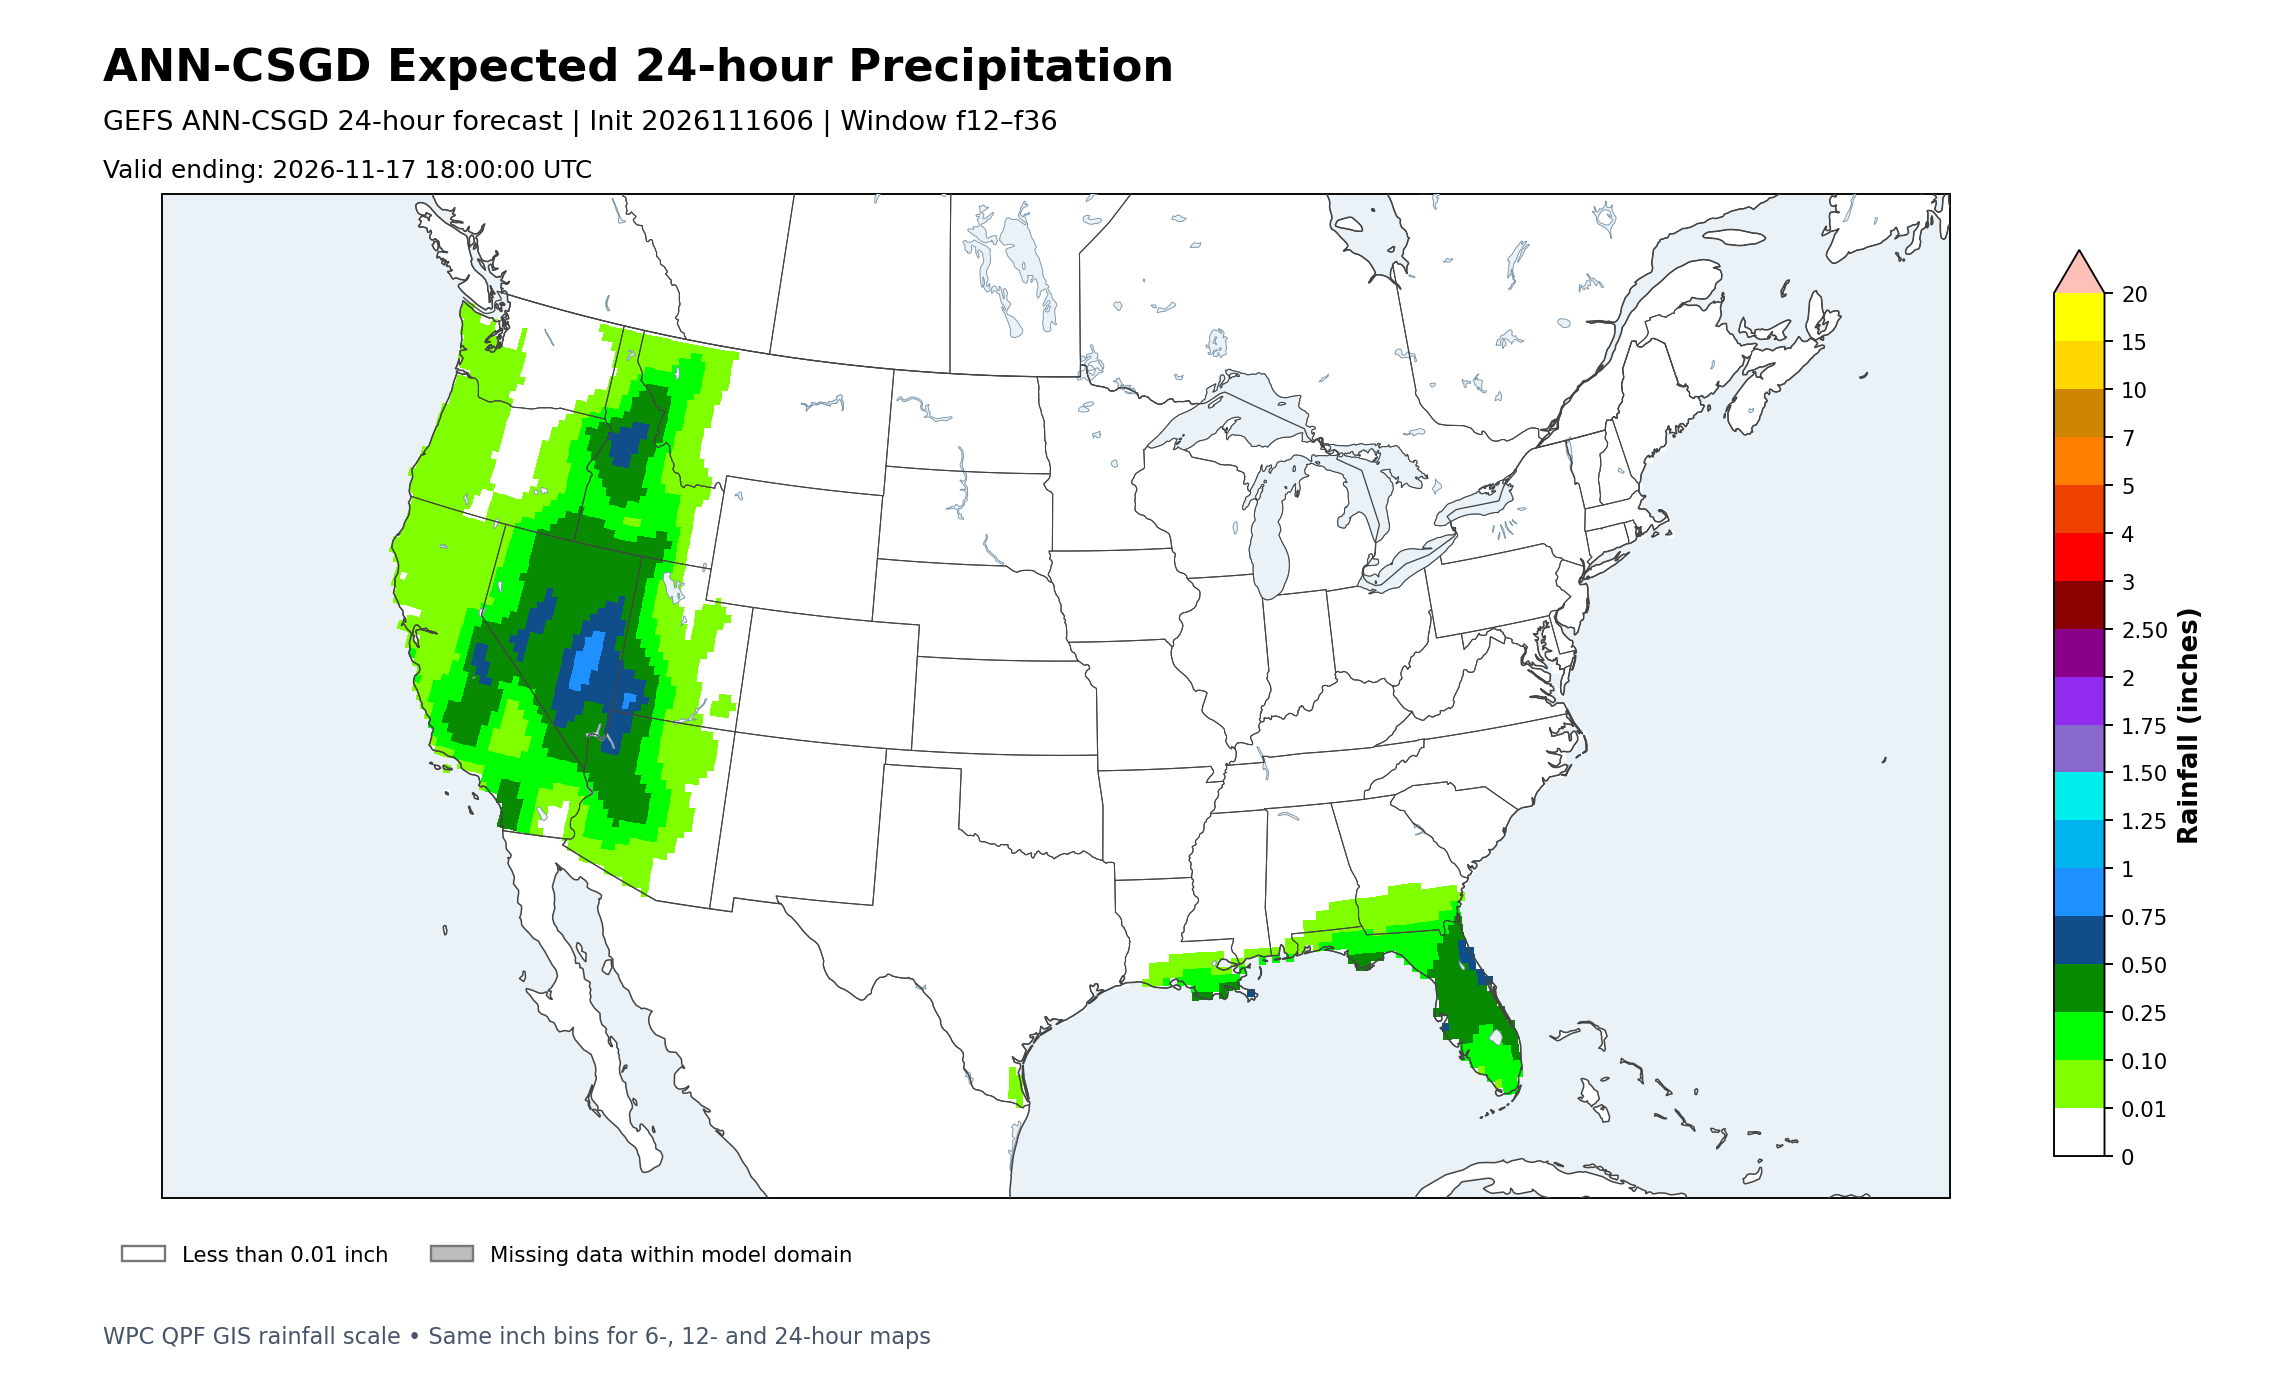 ANN-CSGD Expected 24-hour Precipitation
GEFS ANN-CSGD 24-hour forecast | Init 2026111606 | Window f12–f36
Valid ending: 2026-11-17 18:00:00 UTC
20
15
10
7
5
4
3
2.50
2
1.75
1.50
1.25
1
0.75
0.50
0.25
0.10
0.01
0
Rainfall (inches)
Less than 0.01 inch
Missing data within model domain
WPC QPF GIS rainfall scale • Same inch bins for 6-, 12- and 24-hour maps